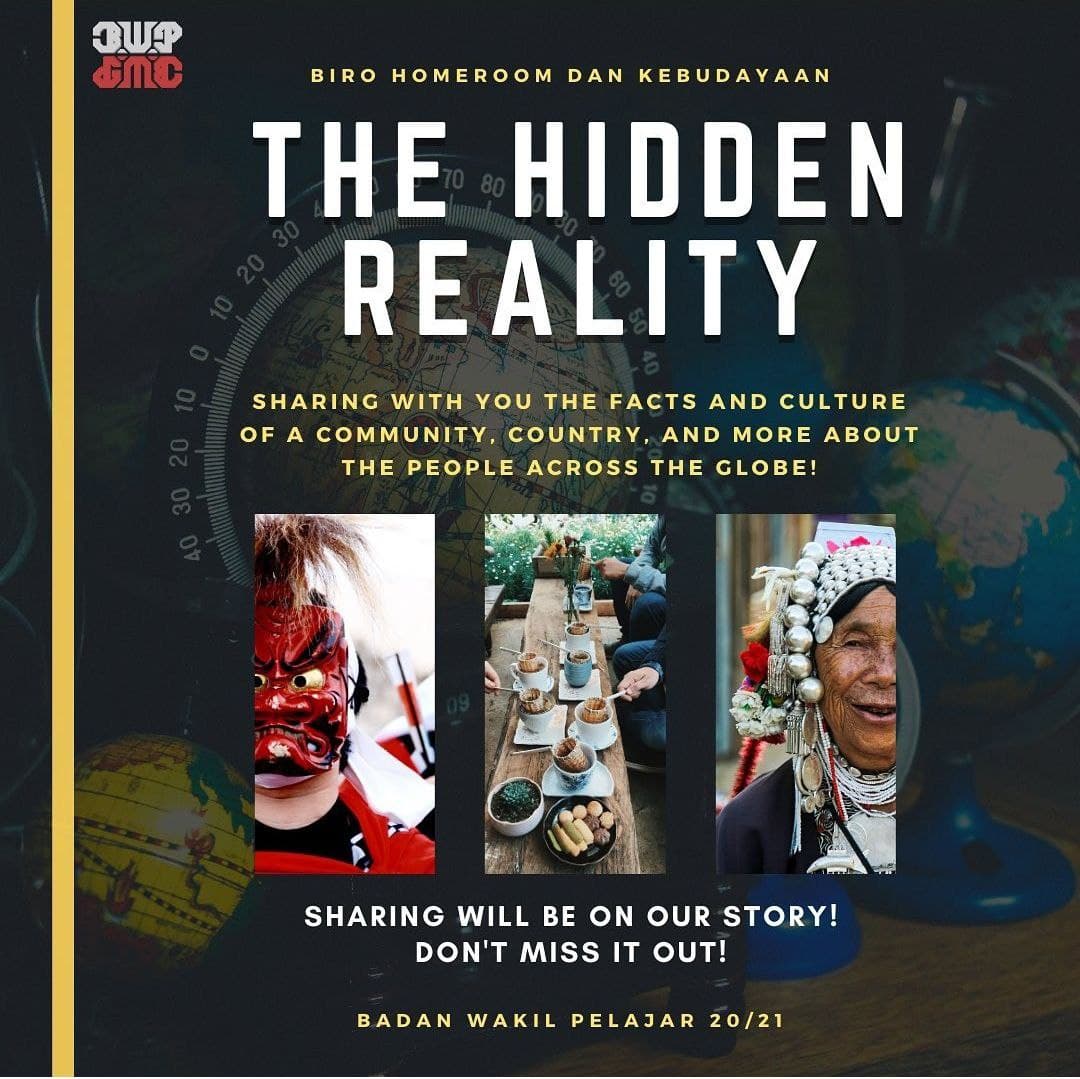 BWP
GMC
BIRO HOMEROOM DAN KEBUDAYAAN
THE HIDDEN
REALITY
SHARING WITH YOU THE FACTS AND CULTURE
OF A COMMUNITY, COUNTRY, AND MORE ABOUT
THE PEOPLE ACROSS THE GLOBE!
SHARING WILL BE ON OUR STORY!
DON'T MISS IT OUT!
BADAN WAKIL PELAJAR 20/21